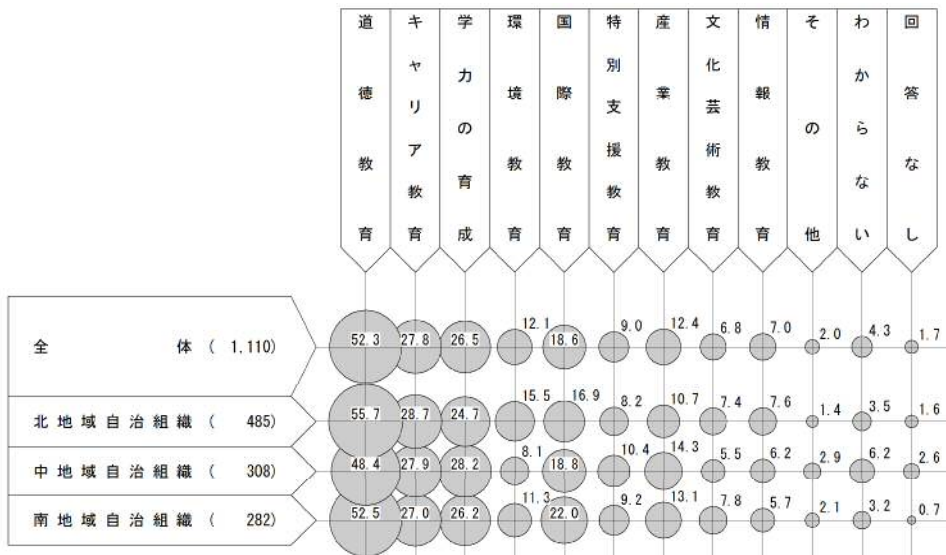 道徳教育
キャリア教育
学力の育成
環境教育
国際教育
特別支援教育
産業教育
文化芸術教育
情報教育
その他
わからない
回答なし
全体 ( 1,110) 52.3 27.8 26.5 12.1 18.6 9.0 12.4 6.8 7.0 2.0 4.3 1.7
北地域自治組織 ( 485) 55.7 28.7 24.7 15.5 16.9 8.2 10.7 7.4 7.6 1.4 3.5 1.6
中地域自治組織 ( 308) 48.4 27.9 28.2 8.1 18.8 10.4 14.3 5.5 6.2 2.9 6.2 2.6
南地域自治組織 ( 282) 52.5 27.0 26.2 11.3 22.0 9.2 13.1 7.8 5.7 2.1 3.2 0.7